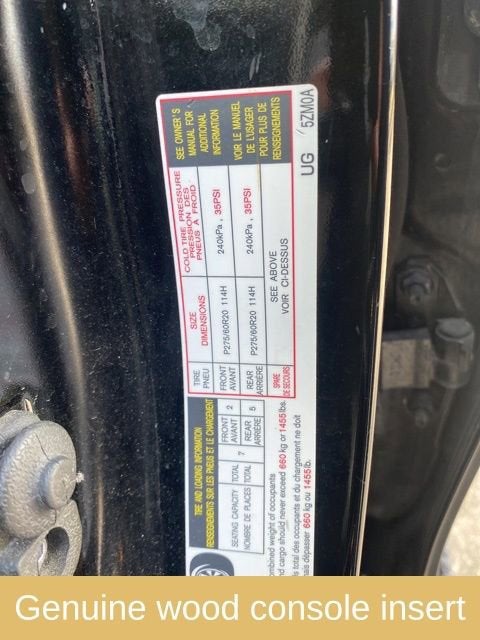 TIRE AND LOADING INFORMATION
RENSEIGNEMENTS SUR LES PNEUS ET LE CHARGEMENT
SEATING CAPACITY TOTAL 7 FRONT 2 REAR 5
NOMBRE DE PLACES TOTAL AVANT ARRIÈRE
ombined weight of occupants
nd cargo should never exceed 660 kg or 1455 lbs.
s total des occupants et du chargement ne doit
mais dépasser 660 kg ou 1455 lb.
TIRE SIZE COLD TIRE PRESSURE
PNEU DIMENSIONS PRESSION DES
PNEUS À FROID
FRONT P275/60R20 114H 240kPa , 35PSI
AVANT
REAR P275/60R20 114H 240kPa , 35PSI
ARRIÈRE
SPARE SEE ABOVE
DE SECOURS VOIR CI-DESSUS
SEE OWNER'S
MANUAL FOR
ADDITIONAL
INFORMATION
VOIR LE MANUEL
DE L'USAGER
POUR PLUS DE
RENSEIGNEMENTS
UG 5ZM0A
Genuine wood console insert